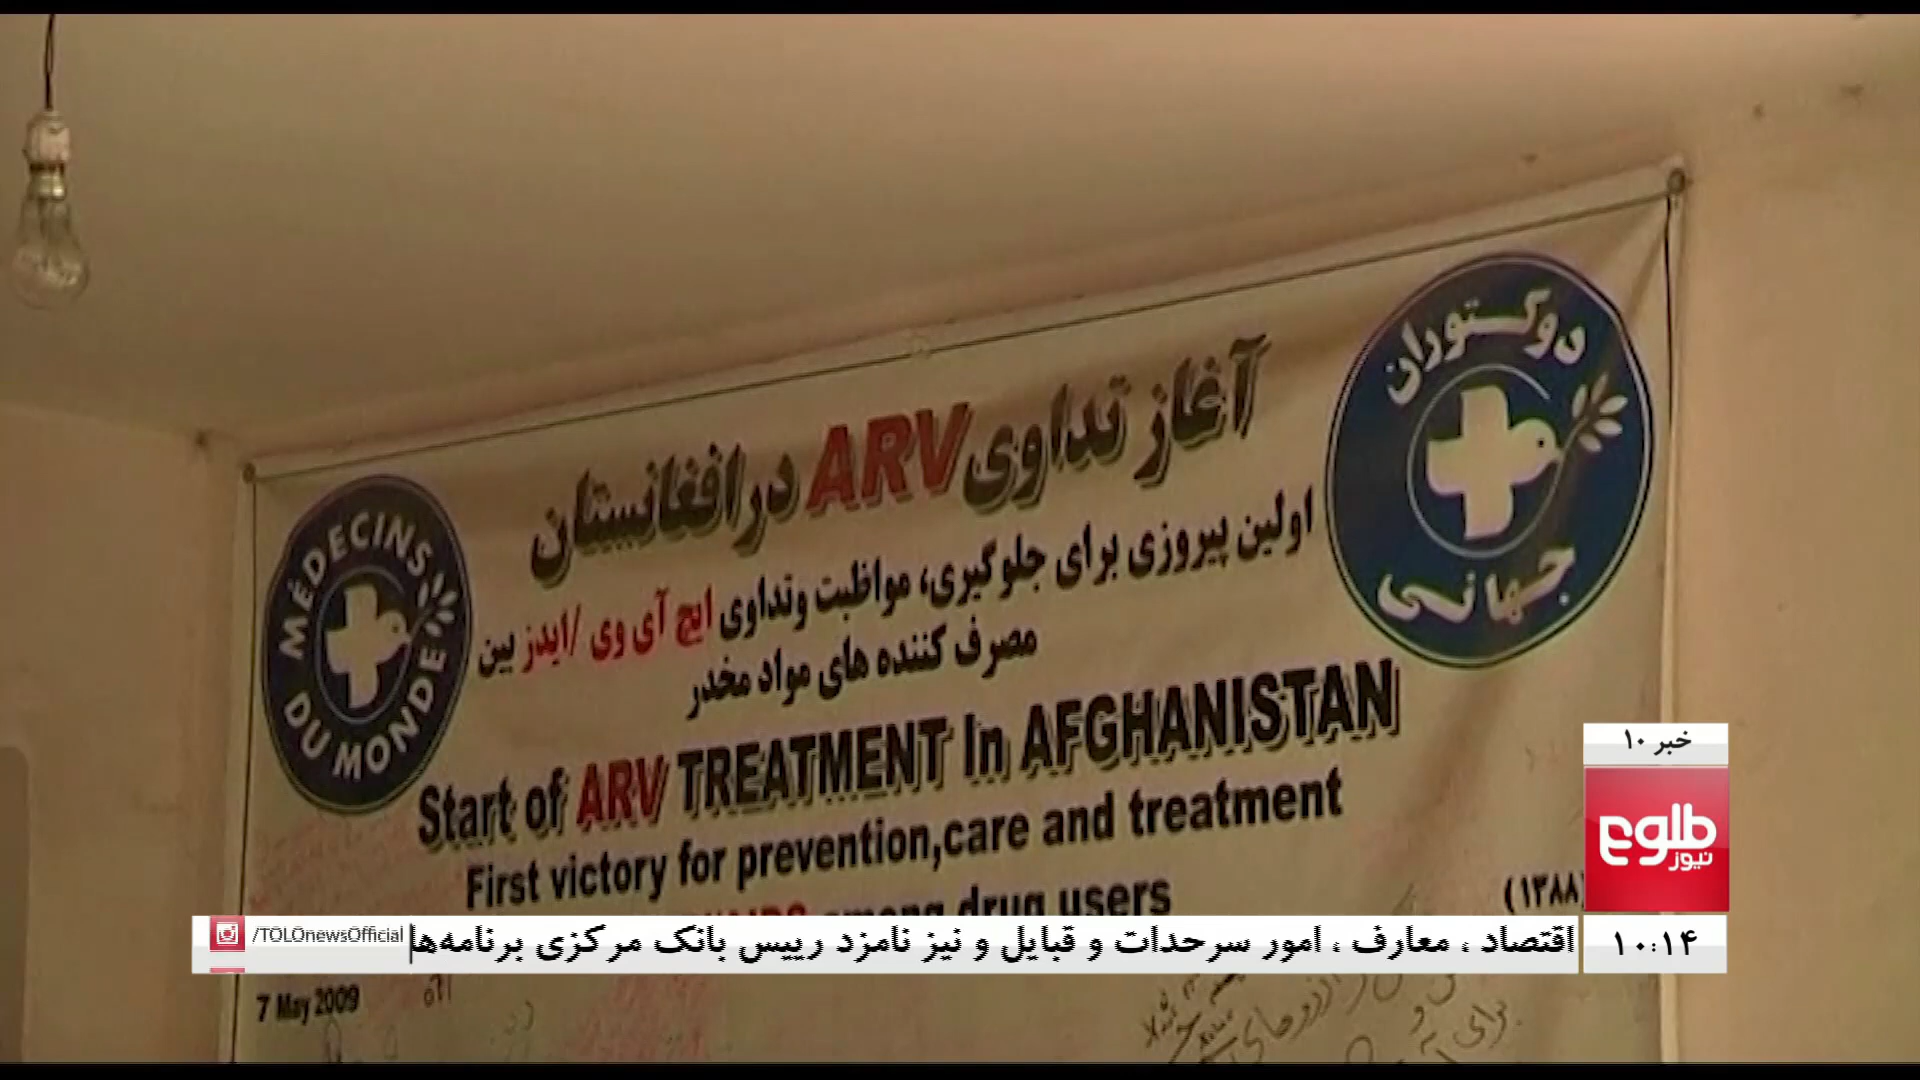 دوکتوران
جهانی
MÉDECINS
DU MONDE
آغاز تداوی ARV درافغانستان
اولین پیروزی برای جلوگیری، مواظبت وتداوی ایچ آی وی /ایدز بین
مصرف کننده های مواد مخدر
Start of ARV TREATMENT In AFGHANISTAN
First victory for prevention,care and treatment
among drug users
(۱۳۸۸)
7 May 2009
خبر ۱۰
طلوع
نیوز
۱۰:۱۴
اقتصاد ، معارف ، امور سرحدات و قبایل و نیز نامزد رییس بانک مرکزی برنامه‌ها
/TOLOnewsOfficial